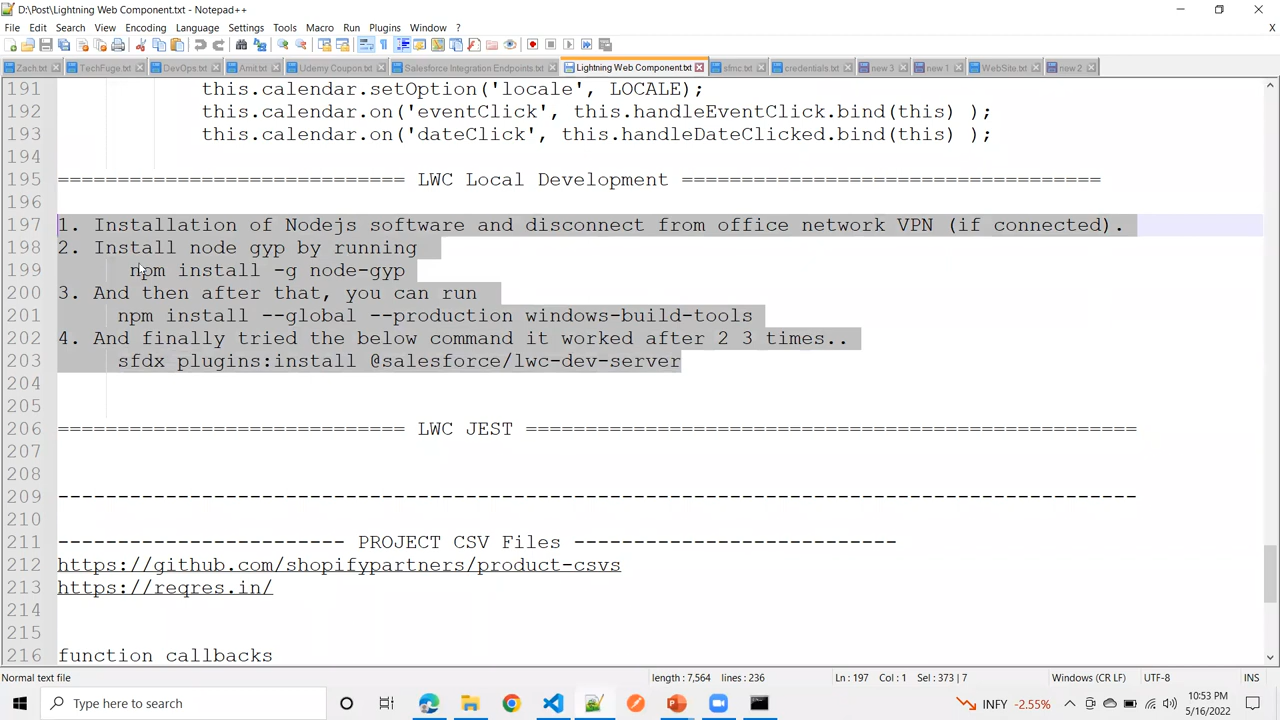 D:\Post\Lightning Web Component.txt - Notepad++
File Edit Search View Encoding Language Settings Tools Macro Run Plugins Window ? X
Zach.txt TechFuge.txt DevOps.txt Amit.txt Udemy Coupon.txt Salesforce Integration Endpoints.txt Lightning Web Component.txt sfmc.txt credentials.txt new 3 new 1 WebSite.txt new 2
191 this.calendar.setOption('locale', LOCALE);
192 this.calendar.on('eventClick', this.handleEventClick.bind(this) );
193 this.calendar.on('dateClick', this.handleDateClicked.bind(this) );
194
195 ============================= LWC Local Development ===================================
196
197 1. Installation of Nodejs software and disconnect from office network VPN (if connected).
198 2. Install node gyp by running
199 npm install -g node-gyp
200 3. And then after that, you can run
201 npm install --global --production windows-build-tools
202 4. And finally tried the below command it worked after 2 3 times..
203 sfdx plugins:install @salesforce/lwc-dev-server
204
205
206 ============================= LWC JEST ===================================================
207
208
209 ------------------------------------------------------------------------------------------
210
211 ------------------------ PROJECT CSV Files ---------------------------
212 https://github.com/shopifypartners/product-csvs
213 https://reqres.in/
214
215
216 function callbacks
Normal text file length : 7,564 lines : 236 Ln : 197 Col : 1 Sel : 373 | 7 Windows (CR LF) UTF-8 INS
Type here to search INFY -2.55% 10:53 PM
5/16/2022